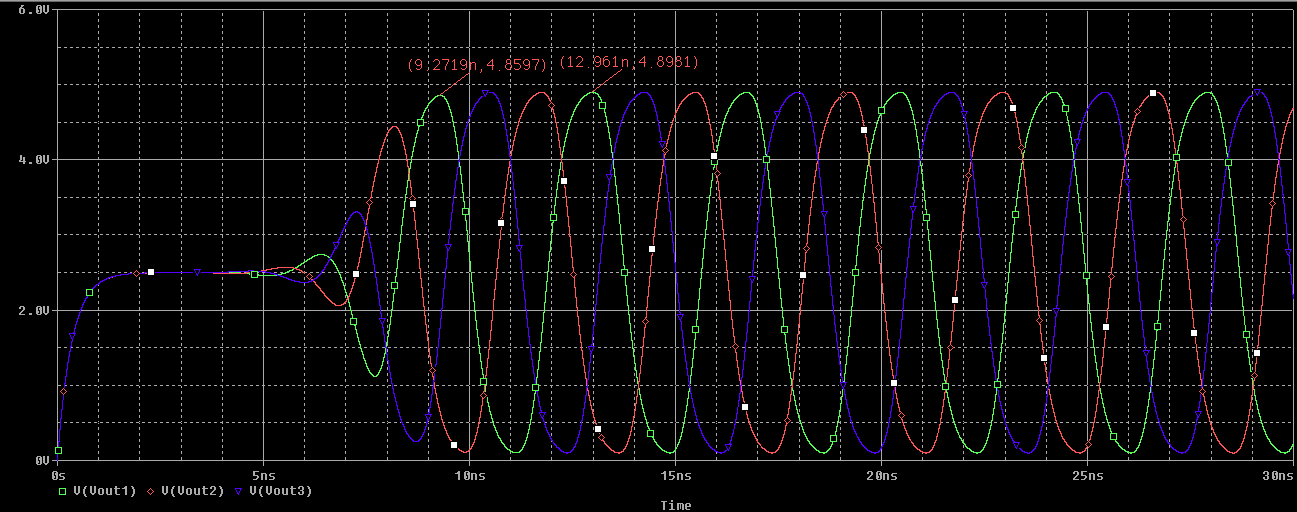 6.0V
(9.2719n,4.8597) (12.961n,4.8981)
4.0V
2.0V
0V
0s 5ns 10ns 15ns 20ns 25ns 30ns
V(Vout1) V(Vout2) V(Vout3)
Time